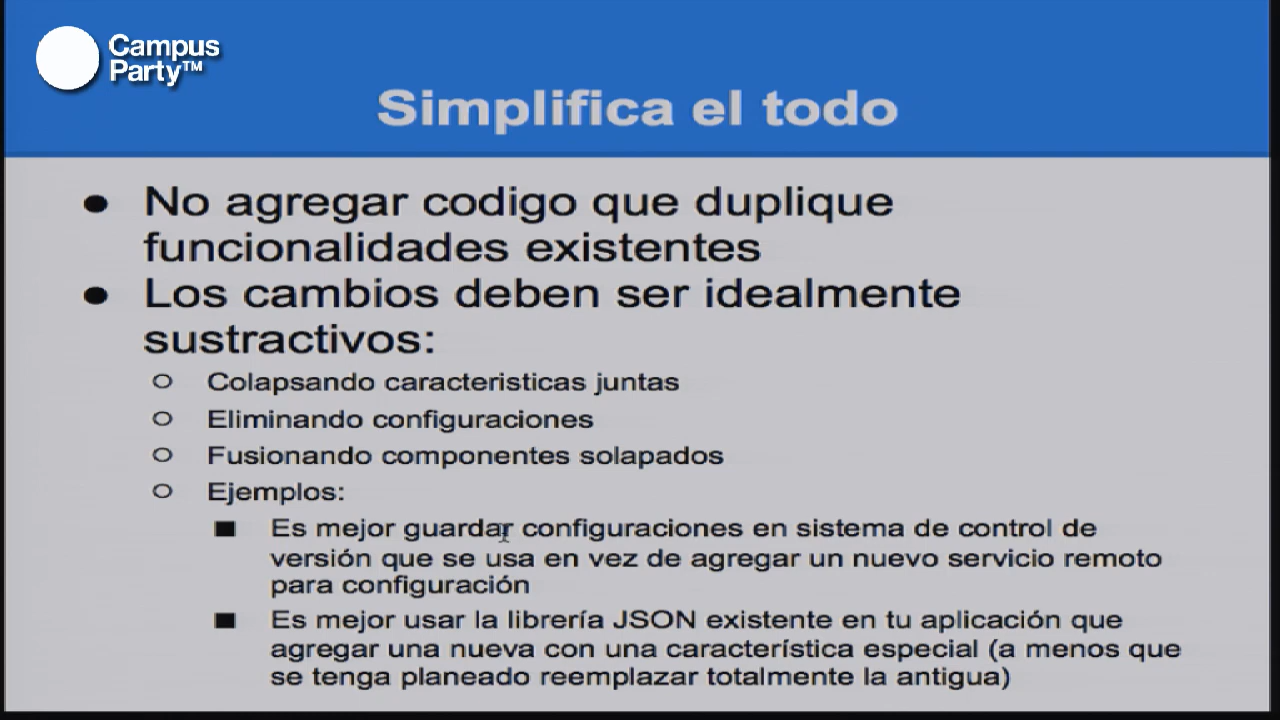 Campus
Party™
Simplifica el todo
● No agregar codigo que duplique
funcionalidades existentes
● Los cambios deben ser idealmente
sustractivos:
○ Colapsando caracteristicas juntas
○ Eliminando configuraciones
○ Fusionando componentes solapados
○ Ejemplos:
■ Es mejor guardar configuraciones en sistema de control de
versión que se usa en vez de agregar un nuevo servicio remoto
para configuración
■ Es mejor usar la librería JSON existente en tu aplicación que
agregar una nueva con una característica especial (a menos que
se tenga planeado reemplazar totalmente la antigua)